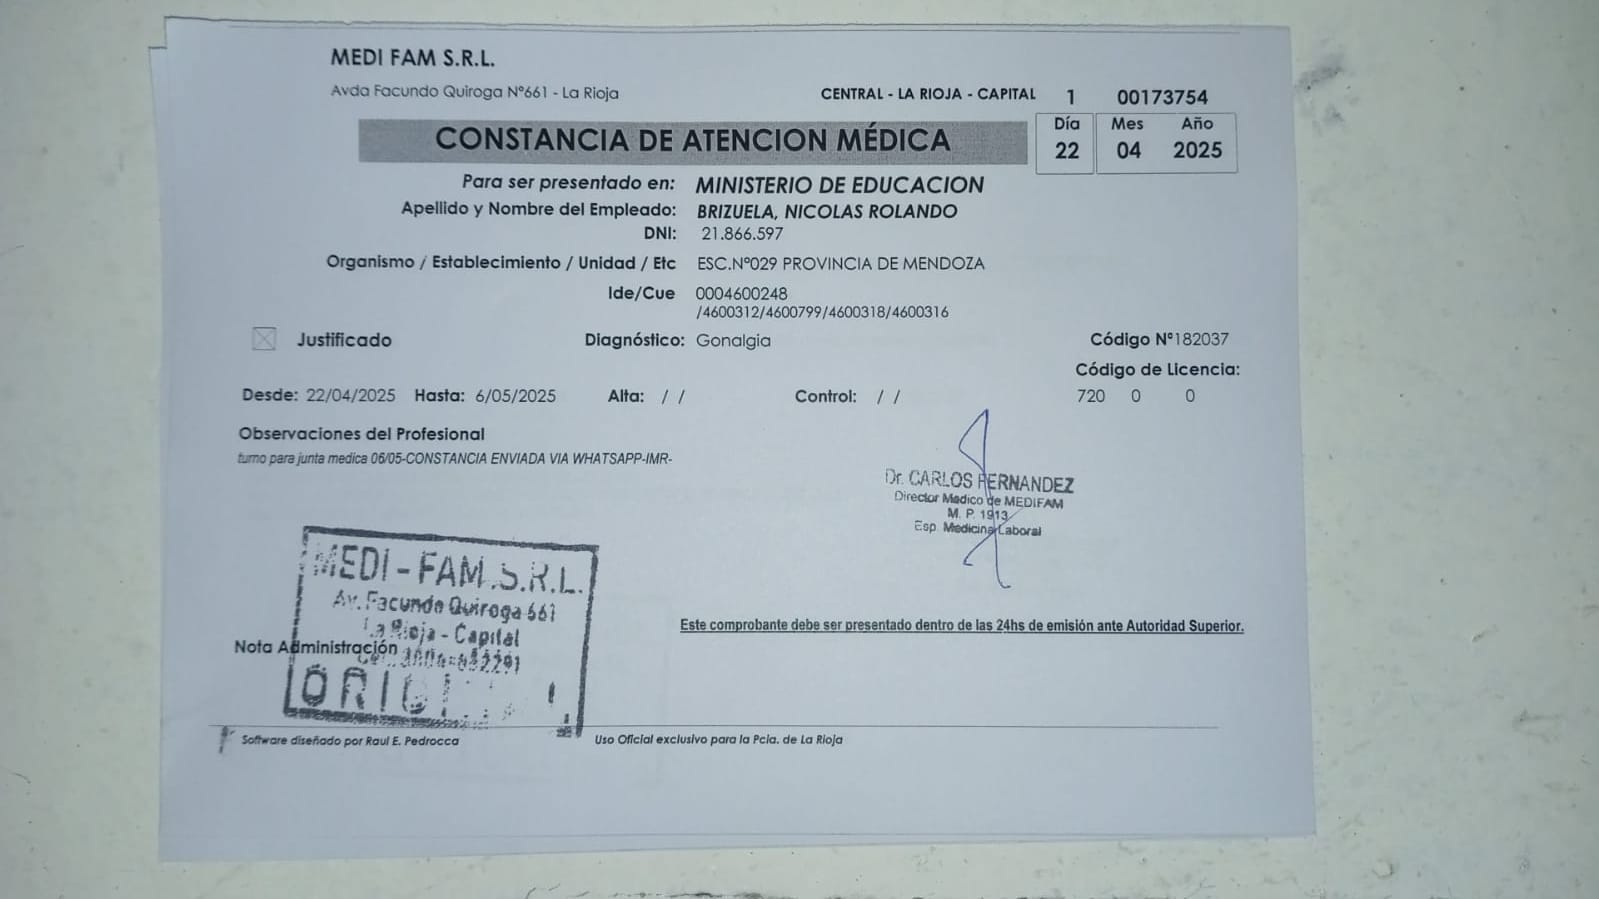 MEDI FAM S.R.L.
Avda Facundo Quiroga Nº661 - La Rioja
CENTRAL - LA RIOJA - CAPITAL 1 00173754
CONSTANCIA DE ATENCION MÉDICA
Día Mes Año
22 04 2025
Para ser presentado en: MINISTERIO DE EDUCACION
Apellido y Nombre del Empleado: BRIZUELA, NICOLAS ROLANDO
DNI: 21.866.597
Organismo / Establecimiento / Unidad / Etc ESC.Nº029 PROVINCIA DE MENDOZA
Ide/Cue 0004600248
/4600312/4600799/4600318/4600316
Justificado Diagnóstico: Gonalgia Código Nº182037
Código de Licencia:
Desde: 22/04/2025 Hasta: 6/05/2025 Alta: / / Control: / / 720 0 0
Observaciones del Profesional
turno para junta medica 06/05-CONSTANCIA ENVIADA VIA WHATSAPP-IMR-
Dr. CARLOS FERNANDEZ
Director Medico de MEDIFAM
M. P. 1913
Esp. Medicina Laboral
MEDI-FAM.S.R.L.
Av. Facundo Quiroga 661
La Rioja - Capital
Este comprobante debe ser presentado dentro de las 24hs de emisión ante Autoridad Superior.
Nota Administración
Software diseñado por Raul E. Pedrocca
Uso Oficial exclusivo para la Pcia. de La Rioja